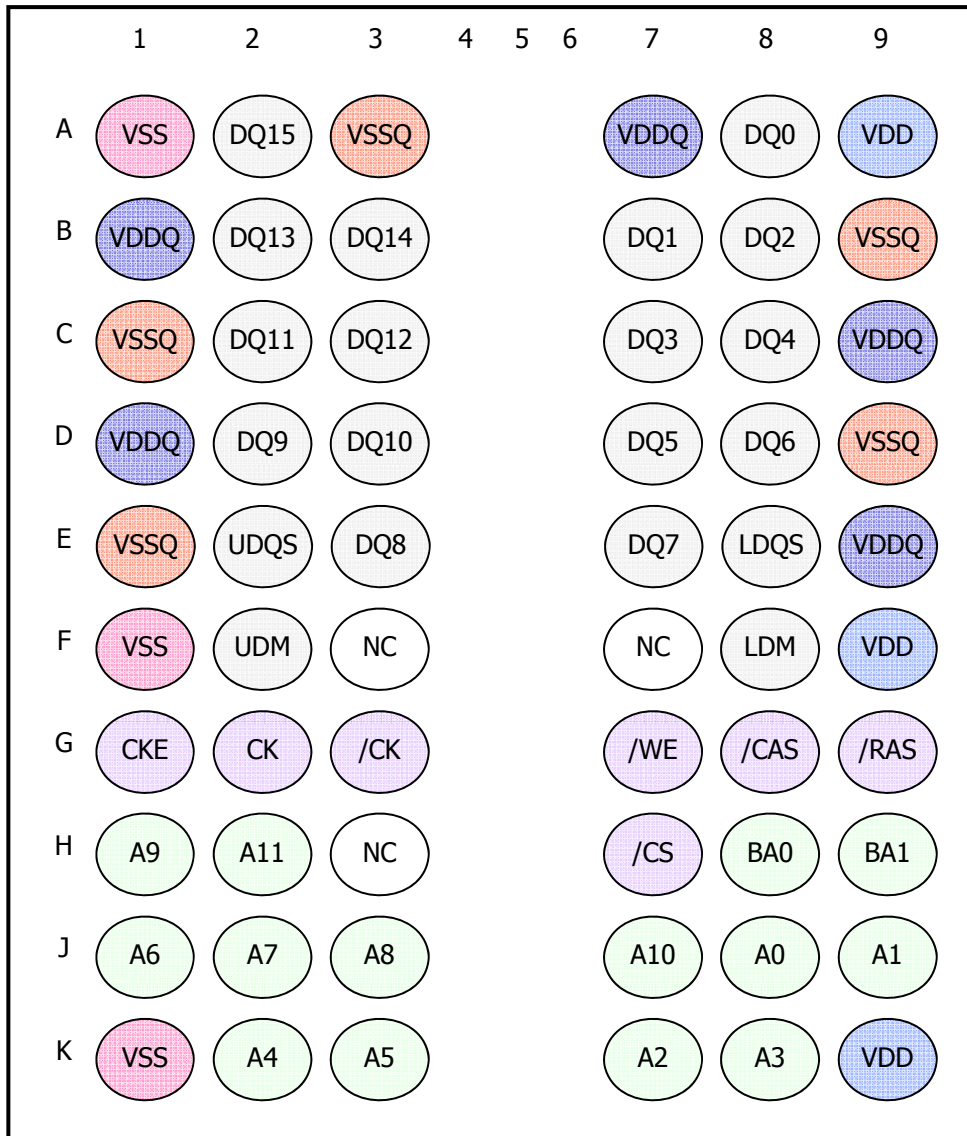 1 2 3 4 5 6 7 8 9
A VSS DQ15 VSSQ VDDQ DQ0 VDD
B VDDQ DQ13 DQ14 DQ1 DQ2 VSSQ
C VSSQ DQ11 DQ12 DQ3 DQ4 VDDQ
D VDDQ DQ9 DQ10 DQ5 DQ6 VSSQ
E VSSQ UDQS DQ8 DQ7 LDQS VDDQ
F VSS UDM NC NC LDM VDD
G CKE CK /CK /WE /CAS /RAS
H A9 A11 NC /CS BA0 BA1
J A6 A7 A8 A10 A0 A1
K VSS A4 A5 A2 A3 VDD